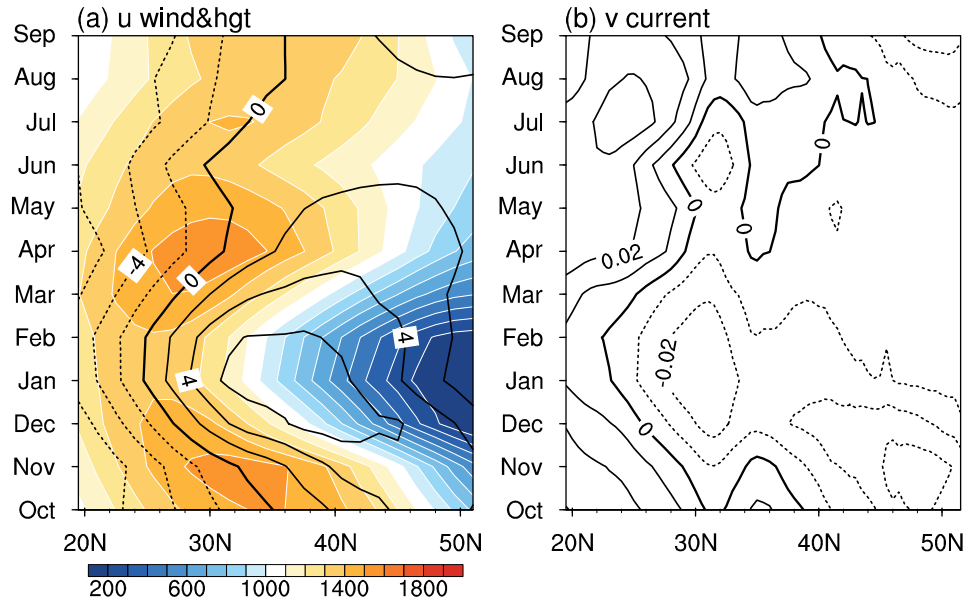 (a) u wind&hgt
(b) v current
Sep
Aug
Jul
Jun
May
Apr
Mar
Feb
Jan
Dec
Nov
Oct
0
-4
0
4
4
20N
30N
40N
50N
200
600
1000
1400
1800
Sep
Aug
Jul
Jun
May
Apr
Mar
Feb
Jan
Dec
Nov
Oct
0
0
0
0.02
-0.02
0
20N
30N
40N
50N